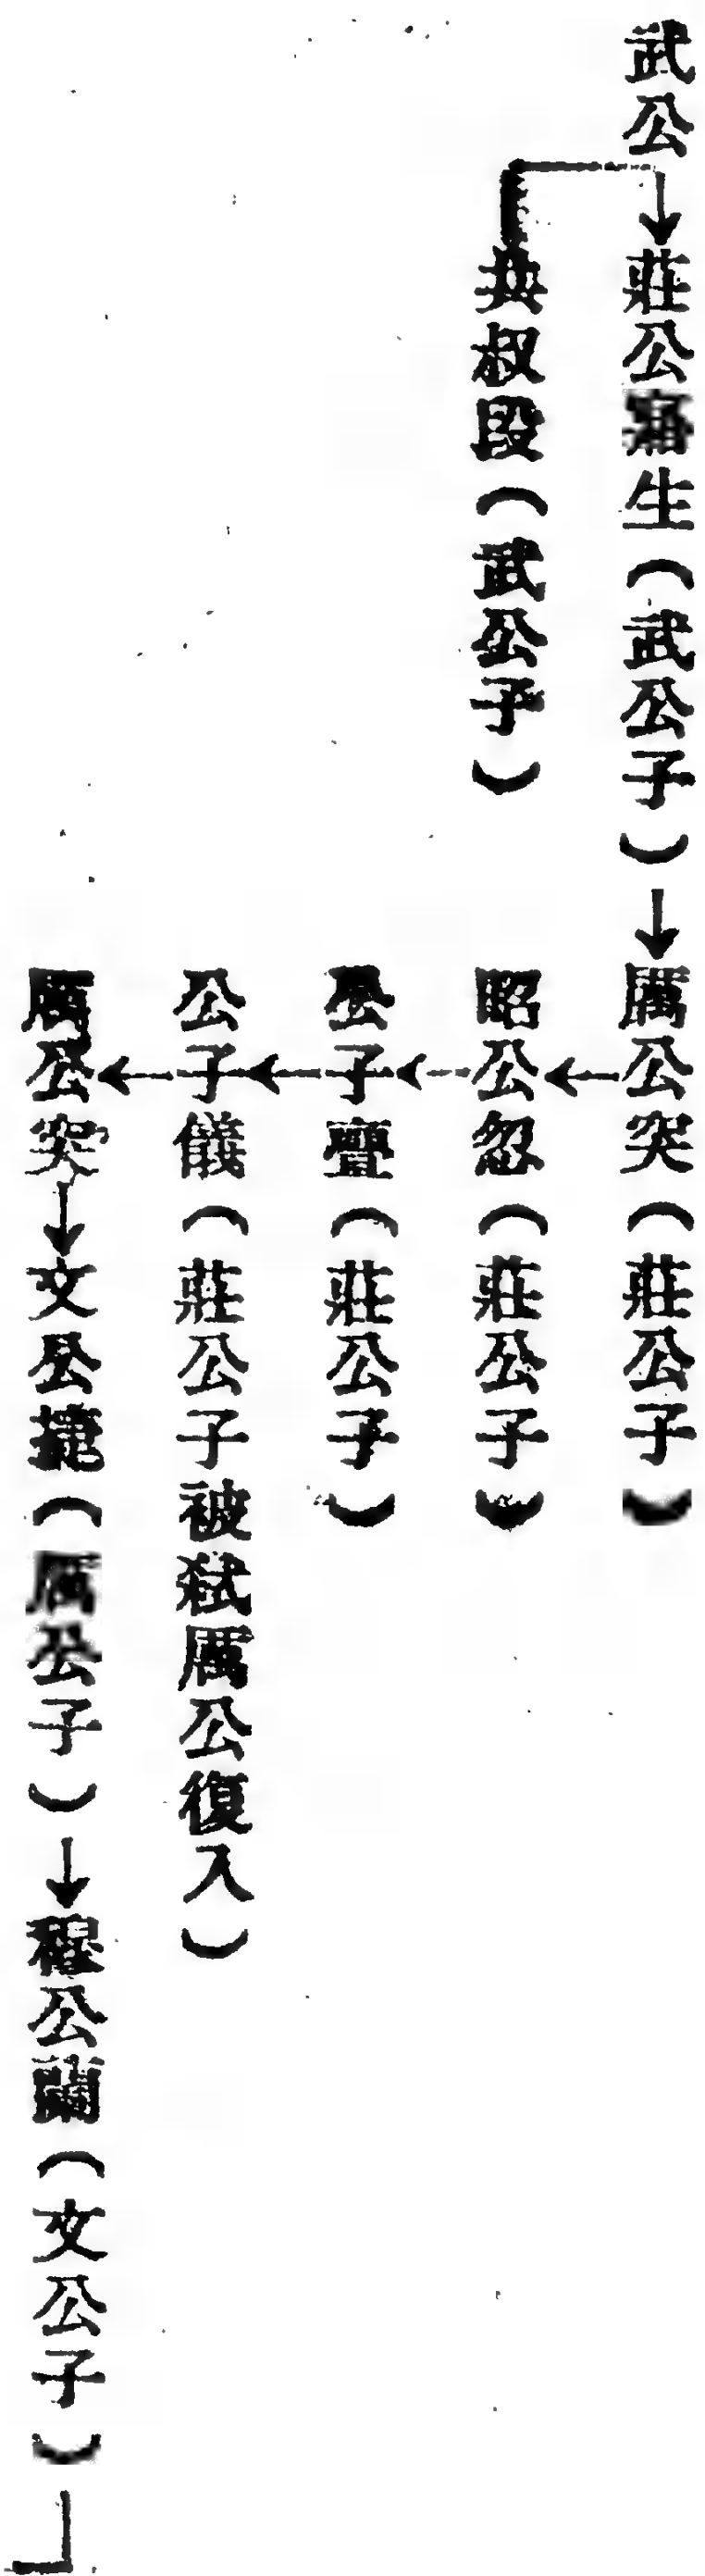 武公→莊公寤生（武公子）→厲公突（莊公子）
共叔段（武公子）
昭公忽（莊公子）
公子亹（莊公子）
公子儀（莊公子被弒厲公復入）
厲公突→文公捷（厲公子）→穆公蘭（文公子）